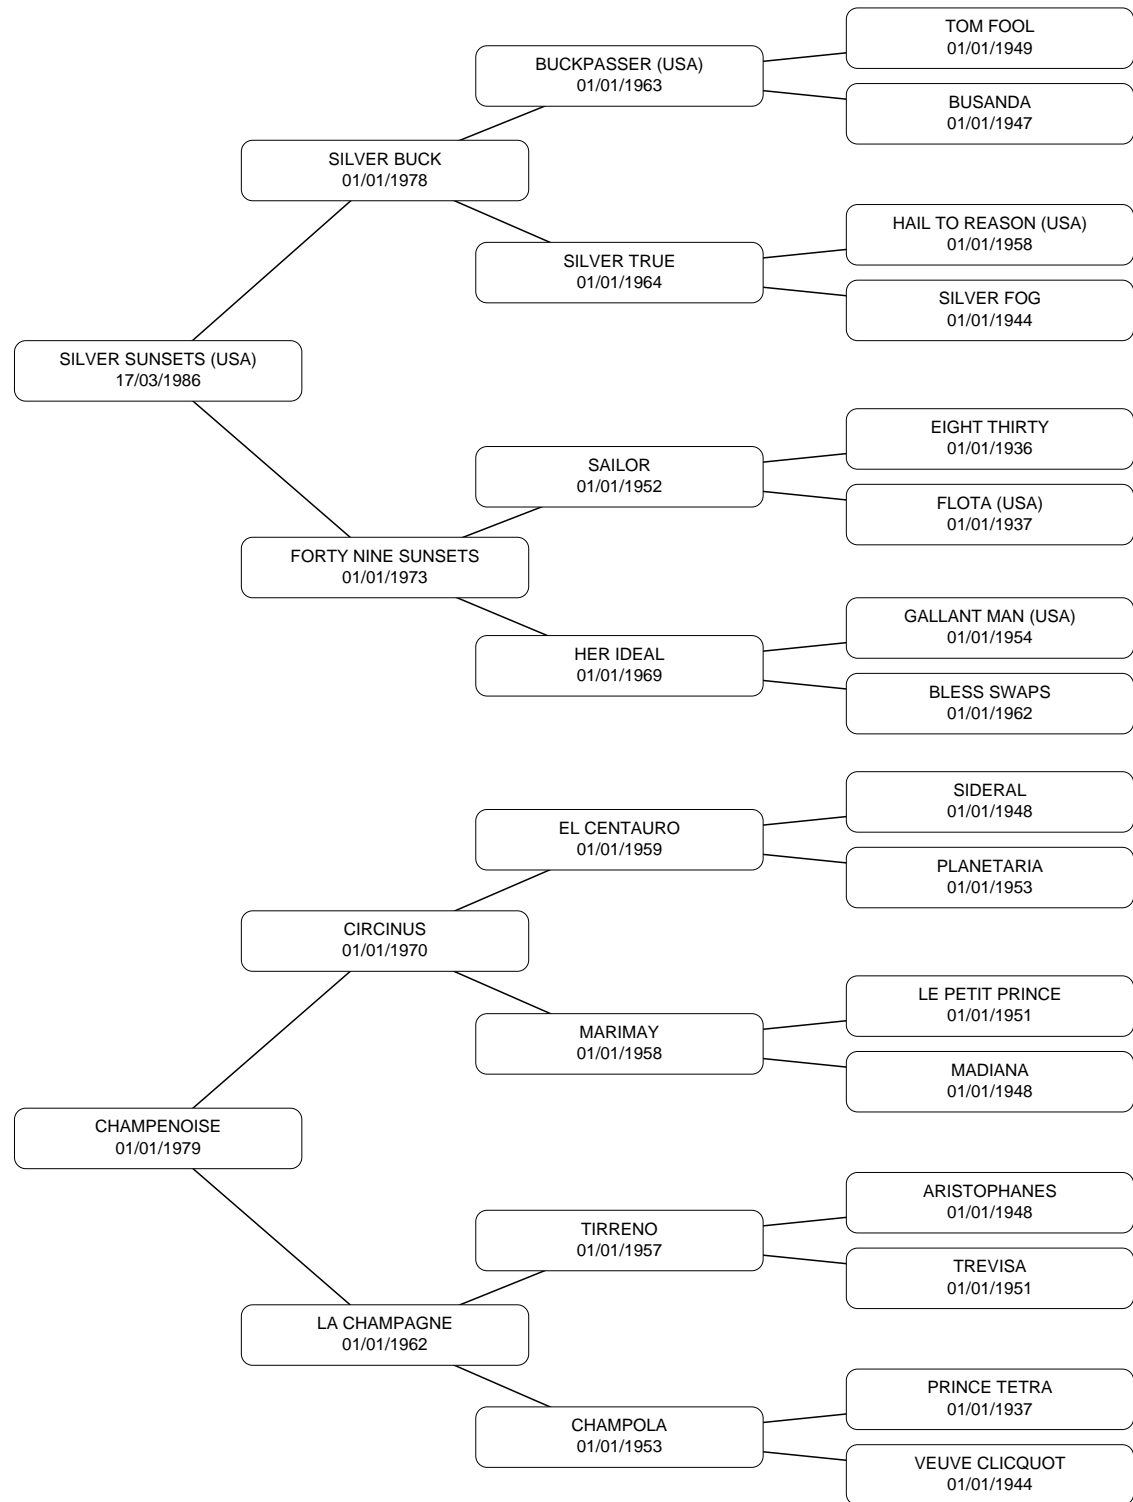 TOM FOOL
01/01/1949
BUCKPASSER (USA)
01/01/1963
BUSANDA
01/01/1947
SILVER BUCK
01/01/1978
HAIL TO REASON (USA)
01/01/1958
SILVER TRUE
01/01/1964
SILVER FOG
01/01/1944
SILVER SUNSETS (USA)
17/03/1986
EIGHT THIRTY
01/01/1936
SAILOR
01/01/1952
FLOTA (USA)
01/01/1937
FORTY NINE SUNSETS
01/01/1973
GALLANT MAN (USA)
01/01/1954
HER IDEAL
01/01/1969
BLESS SWAPS
01/01/1962
SIDERAL
01/01/1948
EL CENTAURO
01/01/1959
PLANETARIA
01/01/1953
CIRCINUS
01/01/1970
LE PETIT PRINCE
01/01/1951
MARIMAY
01/01/1958
MADIANA
01/01/1948
CHAMPENOISE
01/01/1979
ARISTOPHANES
01/01/1948
TIRRENO
01/01/1957
TREVISA
01/01/1951
LA CHAMPAGNE
01/01/1962
PRINCE TETRA
01/01/1937
CHAMPOLA
01/01/1953
VEUVE CLICQUOT
01/01/1944